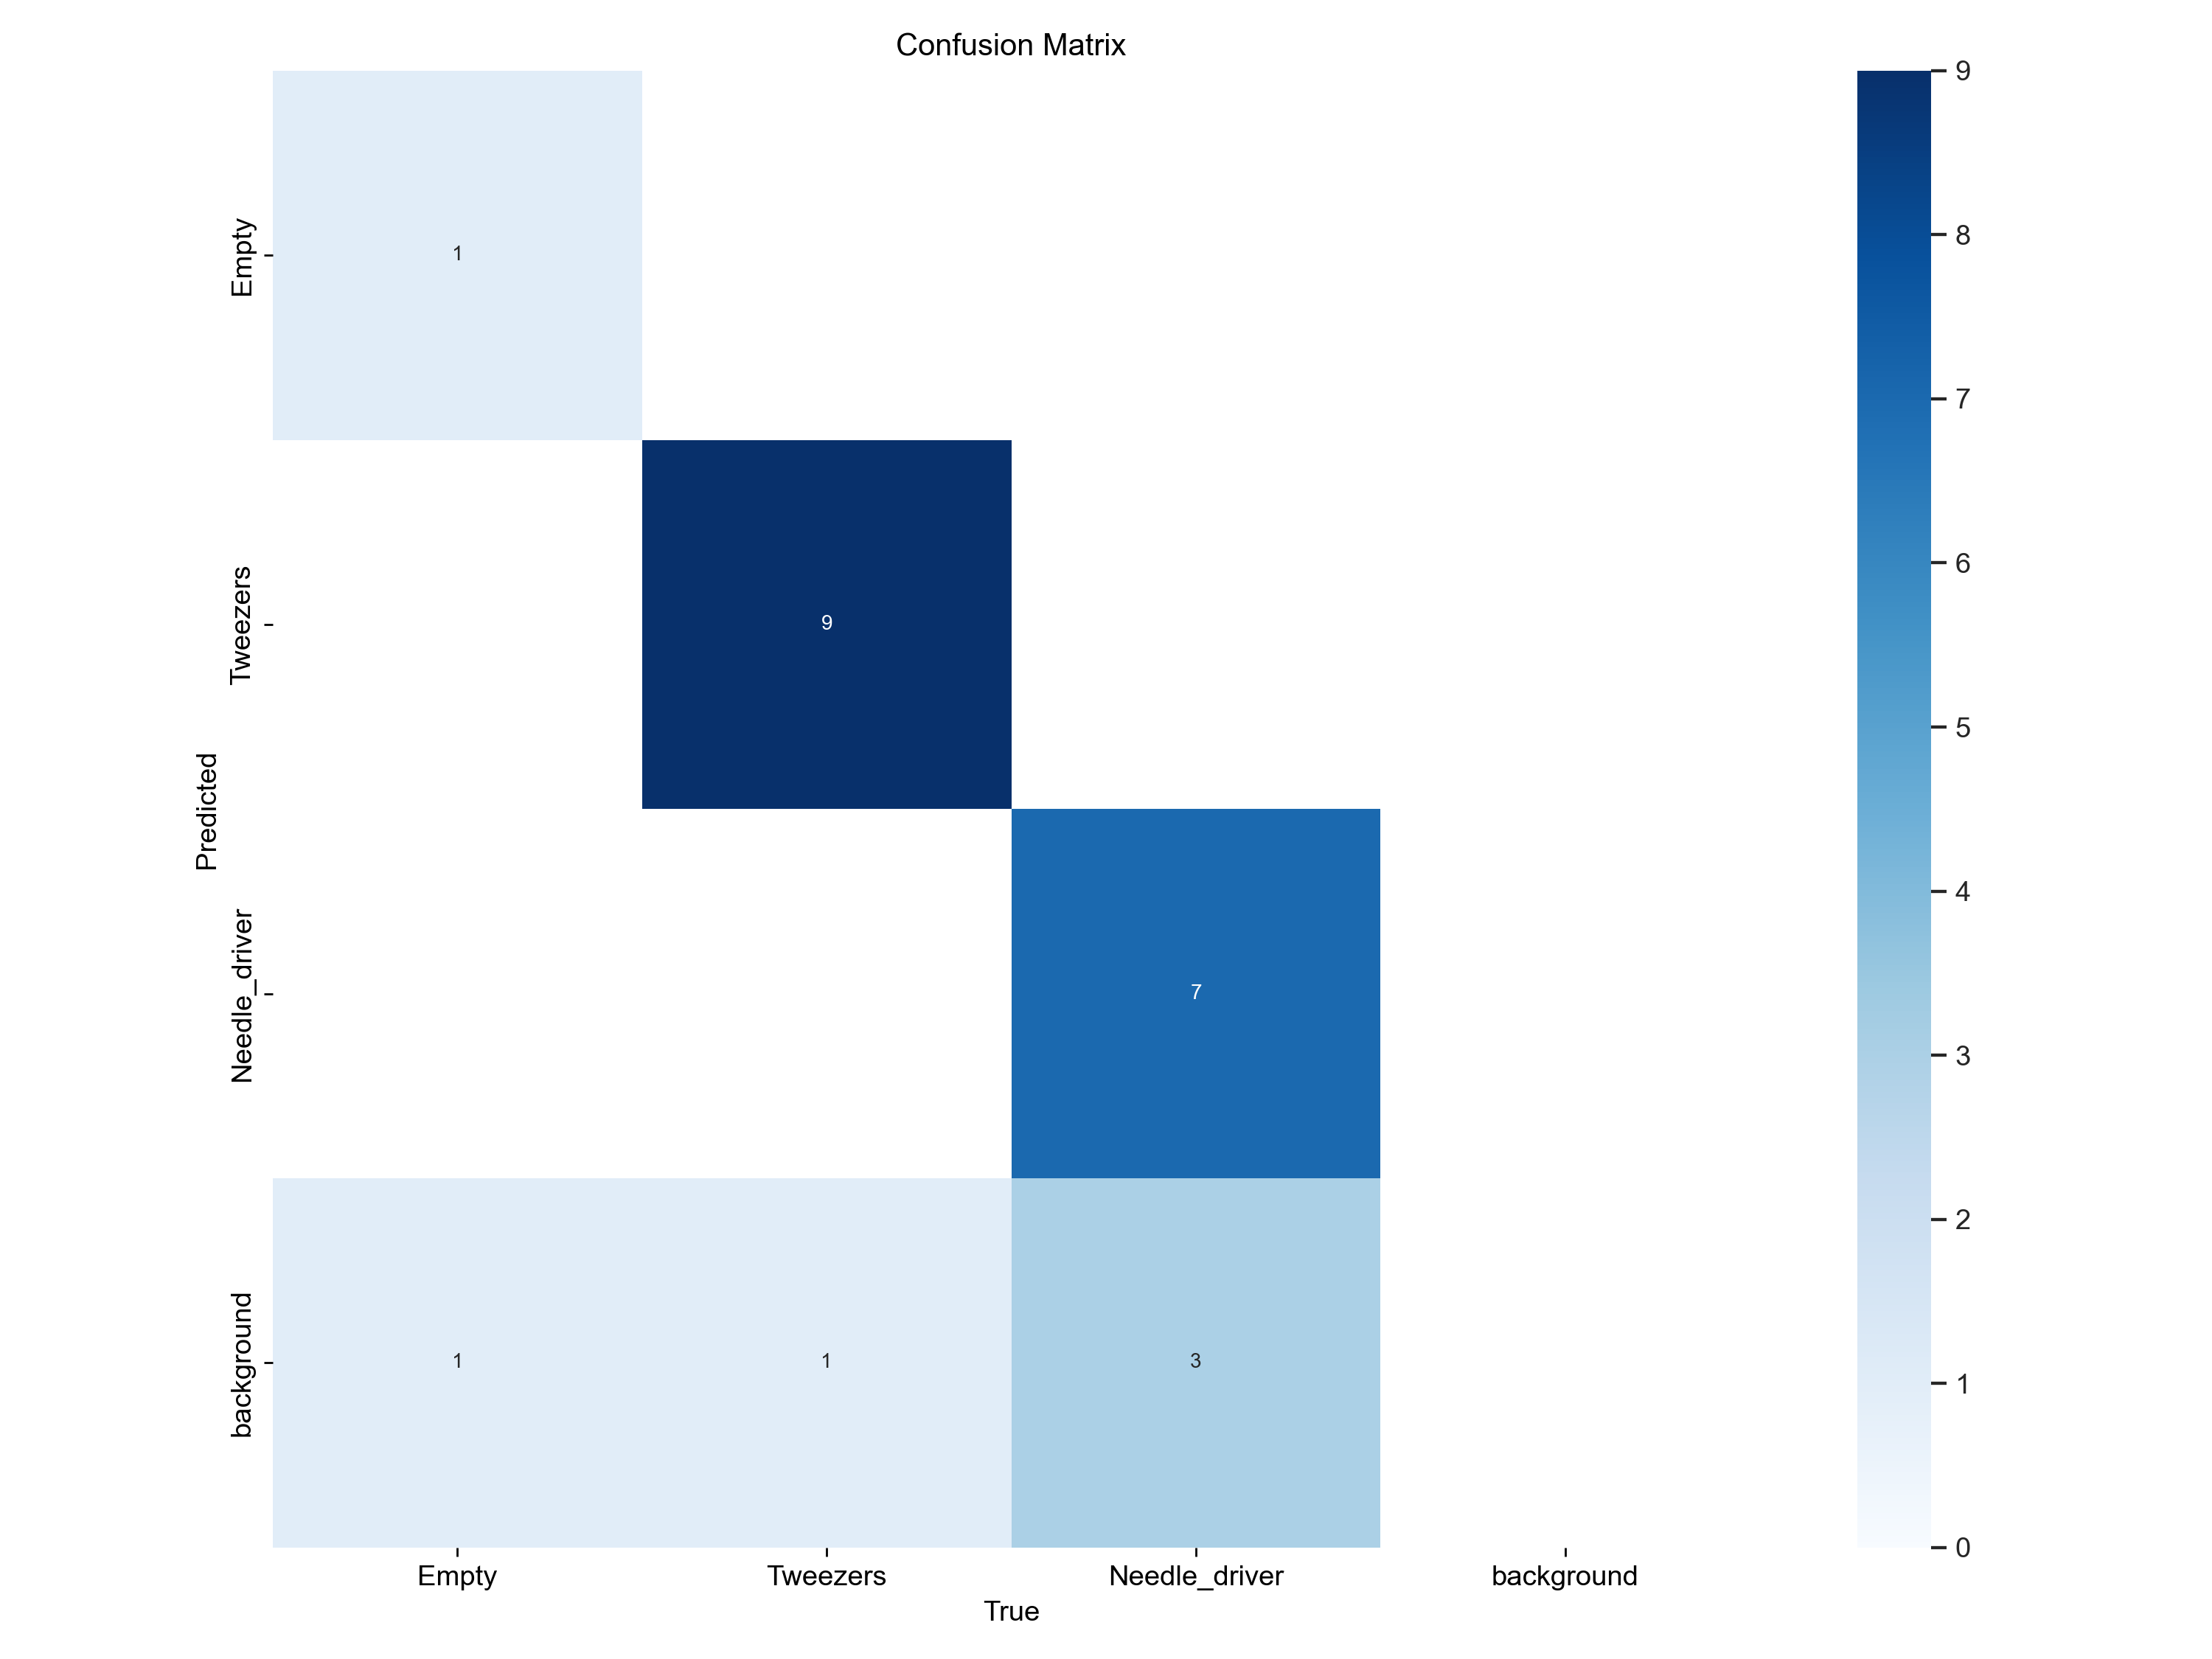 Confusion Matrix
Empty
Tweezers
Needle_driver
background
Predicted
1
9
7
1 1 3
Empty Tweezers Needle_driver background
True
9
8
7
6
5
4
3
2
1
0